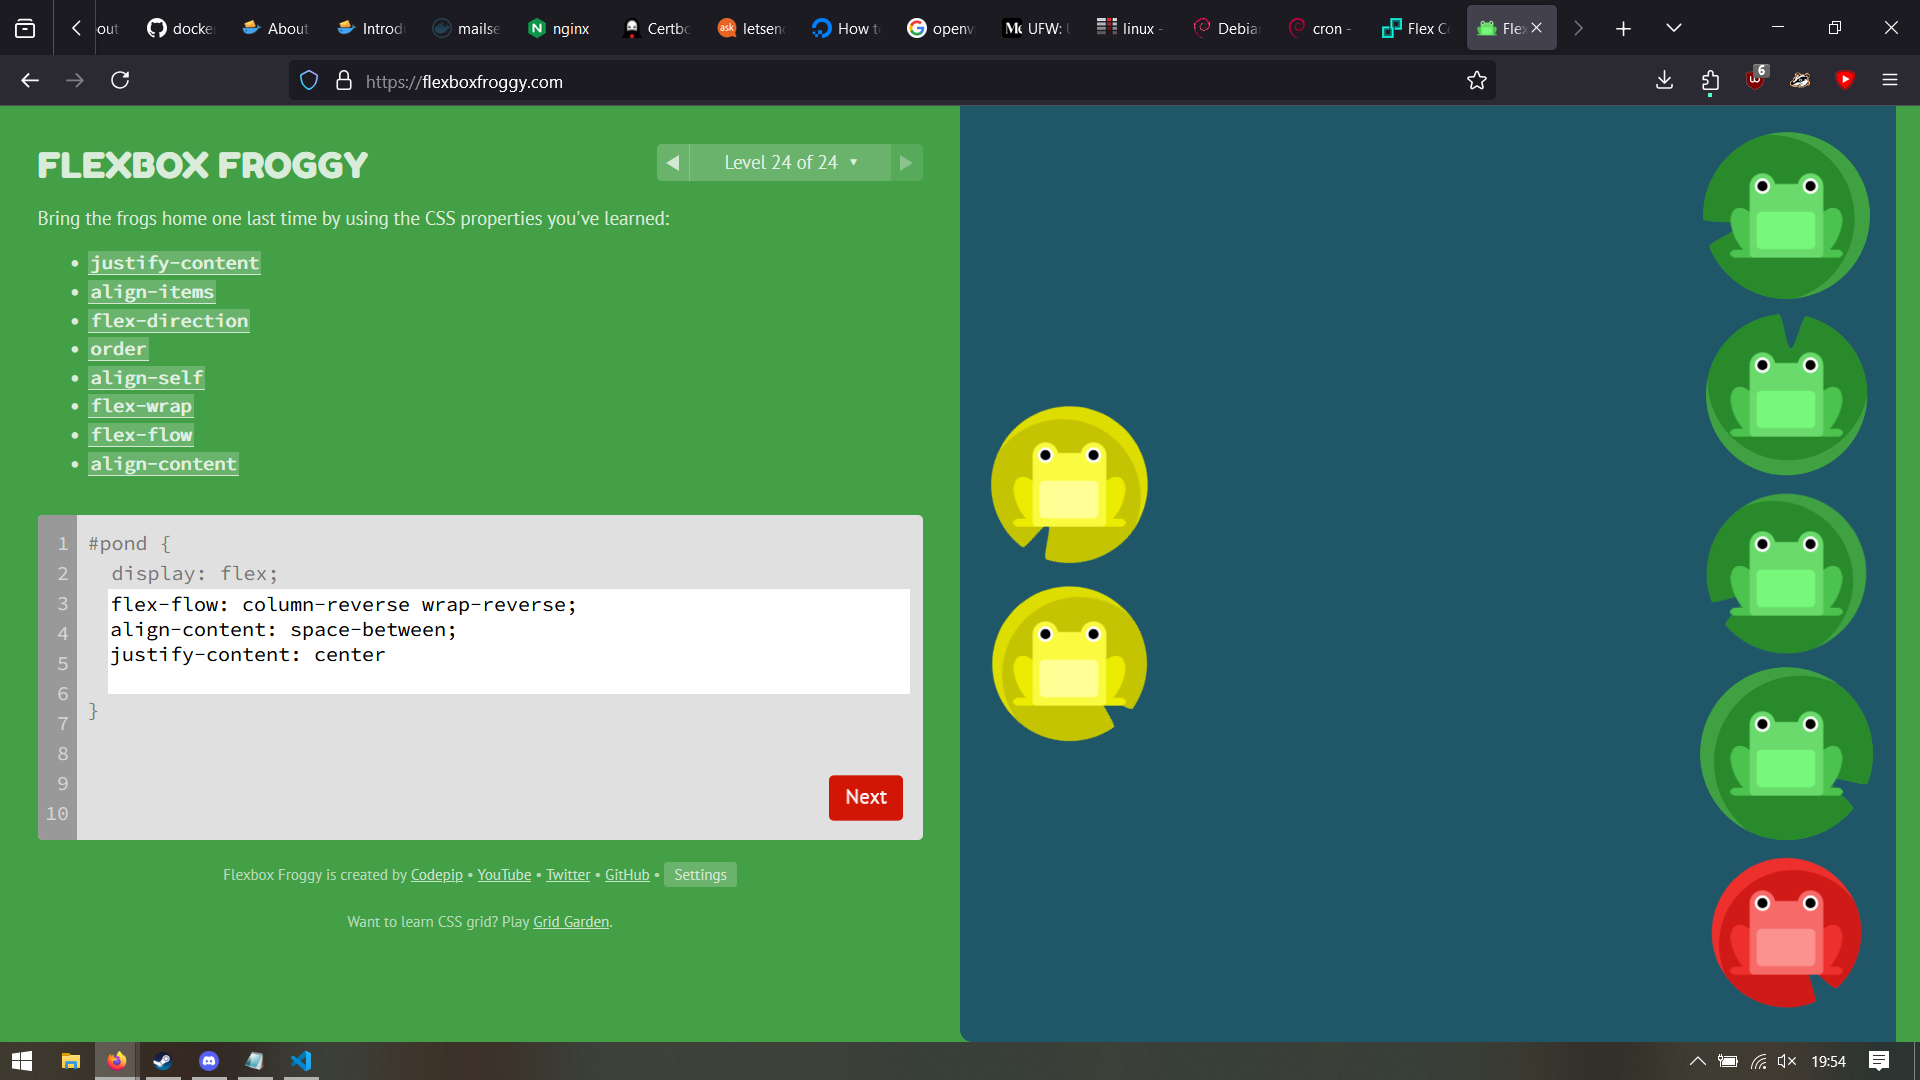 out
docke
About
Introd
mailse
nginx
Certbo
letsenc
How to
openv
UFW: U
linux -
Debia
cron -
Flex Co
Flex
6
https://flexboxfroggy.com
FLEXBOX FROGGY
◀ Level 24 of 24 ▼ ▶
Bring the frogs home one last time by using the CSS properties you've learned:
• justify-content
• align-items
• flex-direction
• order
• align-self
• flex-wrap
• flex-flow
• align-content
1 #pond {
2 display: flex;
3 flex-flow: column-reverse wrap-reverse;
4 align-content: space-between;
5 justify-content: center
6
7 }
8
9
10
Next
Flexbox Froggy is created by Codepip • YouTube • Twitter • GitHub • Settings
Want to learn CSS grid? Play Grid Garden.
19:54